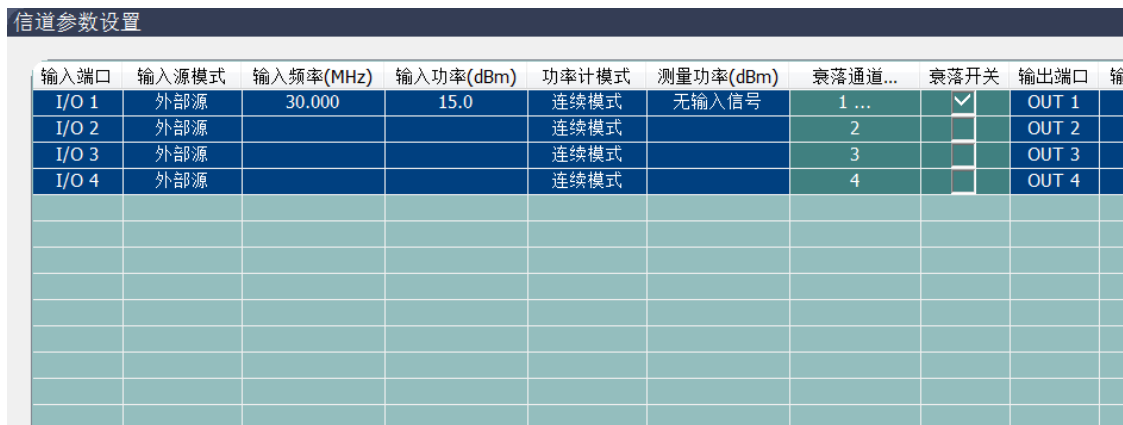 信道参数设置
输入端口 输入源模式 输入频率(MHz) 输入功率(dBm) 功率计模式 测量功率(dBm) 衰落通道... 衰落开关 输出端口 输
I/O 1 外部源 30.000 15.0 连续模式 无输入信号 1 ... OUT 1
I/O 2 外部源 连续模式 2 OUT 2
I/O 3 外部源 连续模式 3 OUT 3
I/O 4 外部源 连续模式 4 OUT 4